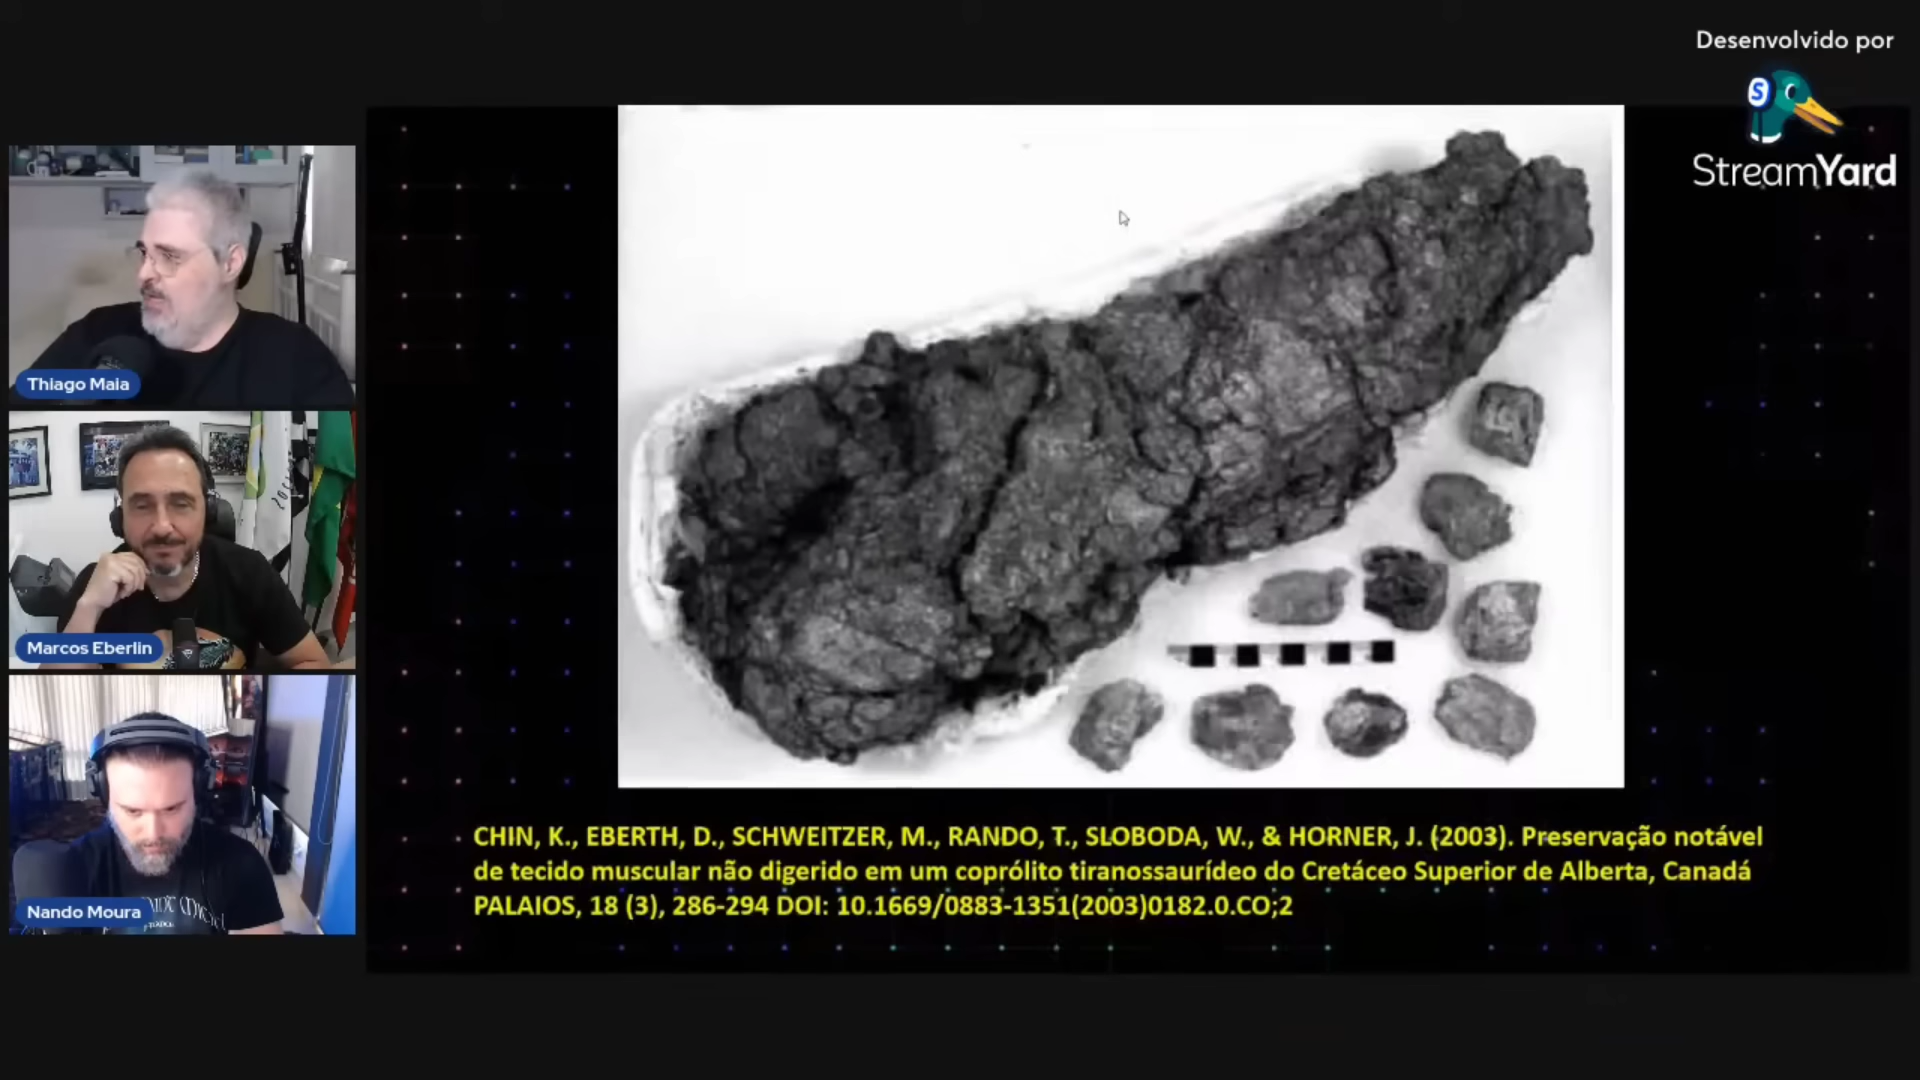 Desenvolvido por
StreamYard
Thiago Maia
Marcos Eberlin
Nando Moura
CHIN, K., EBERTH, D., SCHWEITZER, M., RANDO, T., SLOBODA, W., & HORNER, J. (2003). Preservação notável
de tecido muscular não digerido em um coprólito tiranossaurídeo do Cretáceo Superior de Alberta, Canadá
PALAIOS, 18 (3), 286-294 DOI: 10.1669/0883-1351(2003)0182.0.CO;2